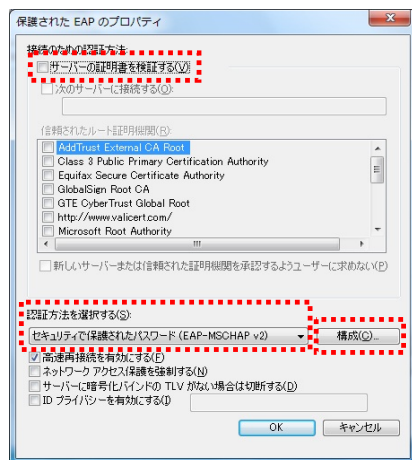 保護された EAP のプロパティ
接続のための認証方法:
サーバーの証明書を検証する(V)
次のサーバーに接続する(O):
信頼されたルート証明機関(R):
AddTrust External CA Root
Class 3 Public Primary Certification Authority
Equifax Secure Certificate Authority
GlobalSign Root CA
GTE CyberTrust Global Root
http://www.valicert.com/
Microsoft Root Authority
新しいサーバーまたは信頼された証明機関を承認するようユーザーに求めない(P)
認証方法を選択する(S):
セキュリティで保護されたパスワード (EAP-MSCHAP v2) 構成(C)...
高速再接続を有効にする(F)
ネットワーク アクセス保護を強制する(N)
サーバーに暗号化バインドの TLV がない場合は切断する(D)
ID プライバシーを有効にする(I)
OK キャンセル